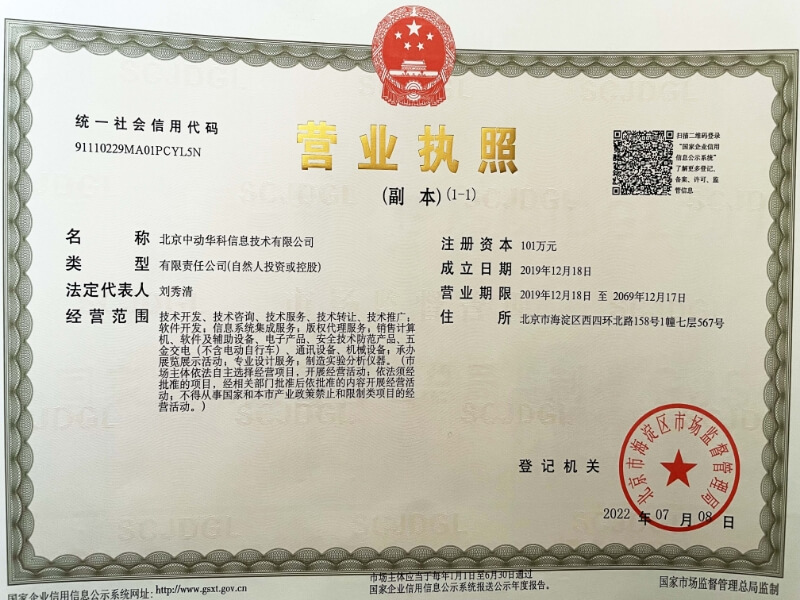 统一社会信用代码
91110229MA01PCYL5N
营业执照
(副 本)(1-1)
扫描二维码登录
“国家企业信用
信息公示系统”
了解更多登记、
备案、许可、监
管信息
名 称 北京中动华科信息技术有限公司
类 型 有限责任公司(自然人投资或控股)
法定代表人 刘秀清
经营范围 技术开发、技术咨询、技术服务、技术转让、技术推广;
软件开发;信息系统集成服务;版权代理服务;销售计算
机、软件及辅助设备、电子产品、安全技术防范产品、五
金交电(不含电动自行车)、通讯设备、机械设备;承办
展览展示活动;专业设计服务;制造实验分析仪器。(市
场主体依法自主选择经营项目,开展经营活动;依法须经
批准的项目,经相关部门批准后依批准的内容开展经营活
动;不得从事国家和本市产业政策禁止和限制类项目的经
营活动。)
注册资本 101万元
成立日期 2019年12月18日
营业期限 2019年12月18日 至 2069年12月17日
住 所 北京市海淀区西四环北路158号1幢七层567号
登记机关
北京市海淀区市场监督管理局
2022 年 07 月 08 日
国家企业信用信息公示系统网址: http://www.gsxt.gov.cn
市场主体应当于每年1月1日至6月30日通过
国家企业信用信息公示系统报送公示年度报告。
国家市场监督管理总局监制
SCJDGL